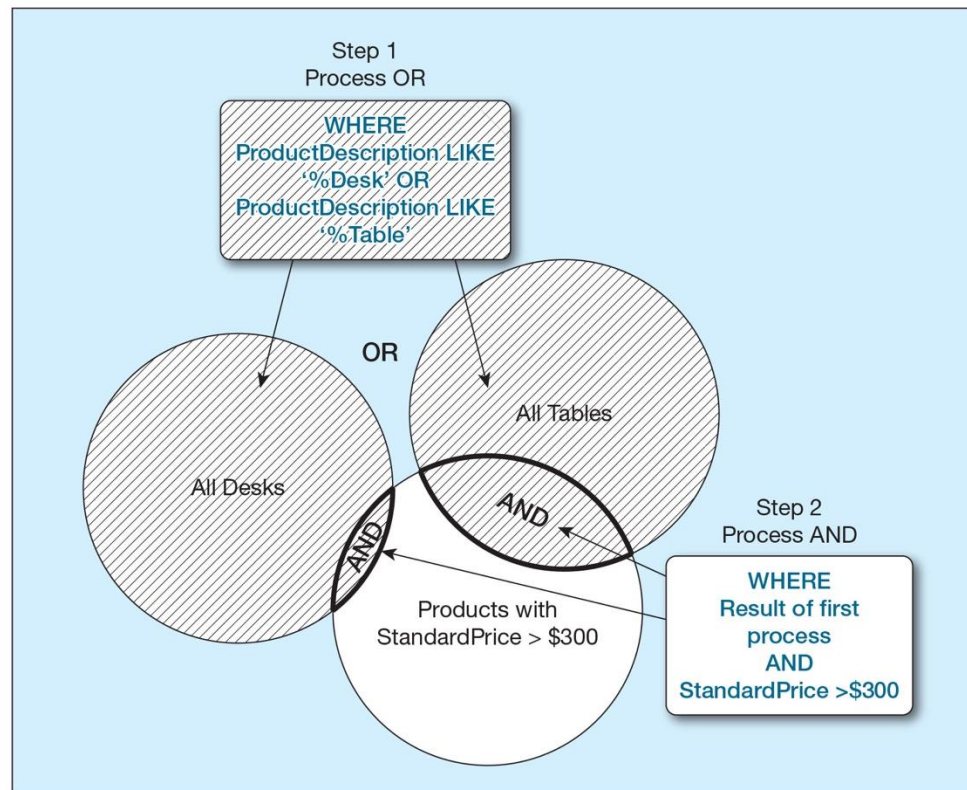 Step 1
Process OR
WHERE
ProductDescription LIKE
‘%Desk’ OR
ProductDescription LIKE
‘%Table’
OR
All Tables
All Desks
AND
AND
Step 2
Process AND
Products with
StandardPrice > $300
WHERE
Result of first
process
AND
StandardPrice >$300